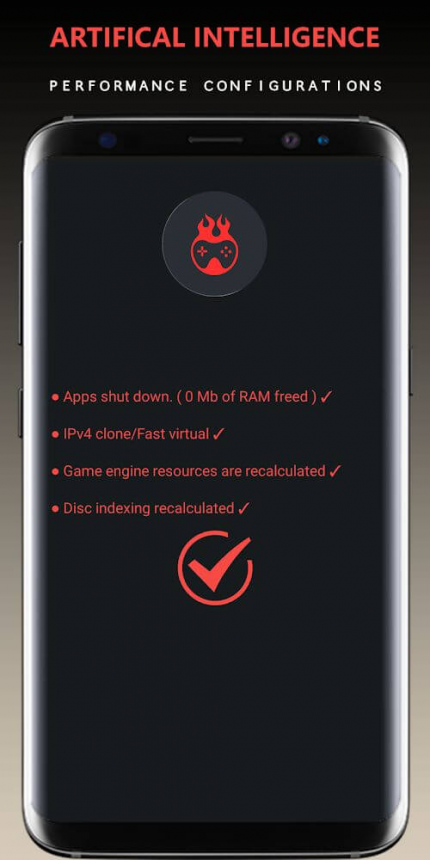 ARTIFICAL INTELLIGENCE
PERFORMANCE CONFIGURATIONS
● Apps shut down. ( 0 Mb of RAM freed ) ✓
● IPv4 clone/Fast virtual ✓
● Game engine resources are recalculated ✓
● Disc indexing recalculated ✓